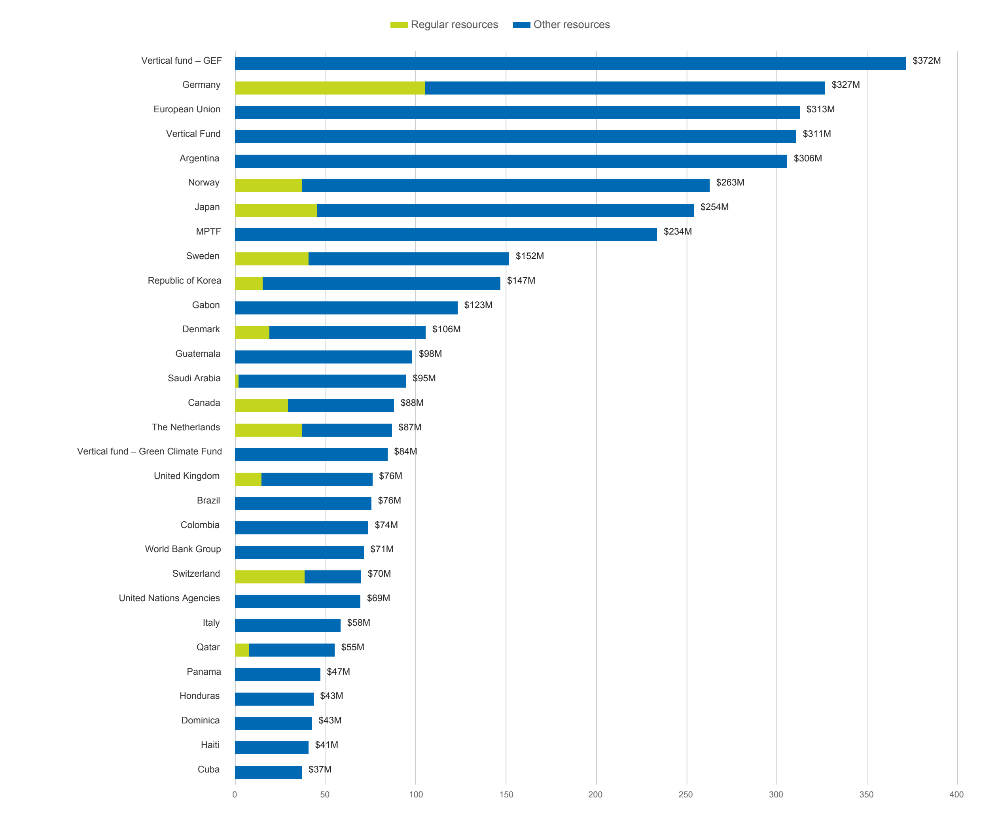 Regular resources Other resources
Vertical fund – GEF $372M
Germany $327M
European Union $313M
Vertical Fund $311M
Argentina $306M
Norway $263M
Japan $254M
MPTF $234M
Sweden $152M
Republic of Korea $147M
Gabon $123M
Denmark $106M
Guatemala $98M
Saudi Arabia $95M
Canada $88M
The Netherlands $87M
Vertical fund – Green Climate Fund $84M
United Kingdom $76M
Brazil $76M
Colombia $74M
World Bank Group $71M
Switzerland $70M
United Nations Agencies $69M
Italy $58M
Qatar $55M
Panama $47M
Honduras $43M
Dominica $43M
Haiti $41M
Cuba $37M
0 50 100 150 200 250 300 350 400